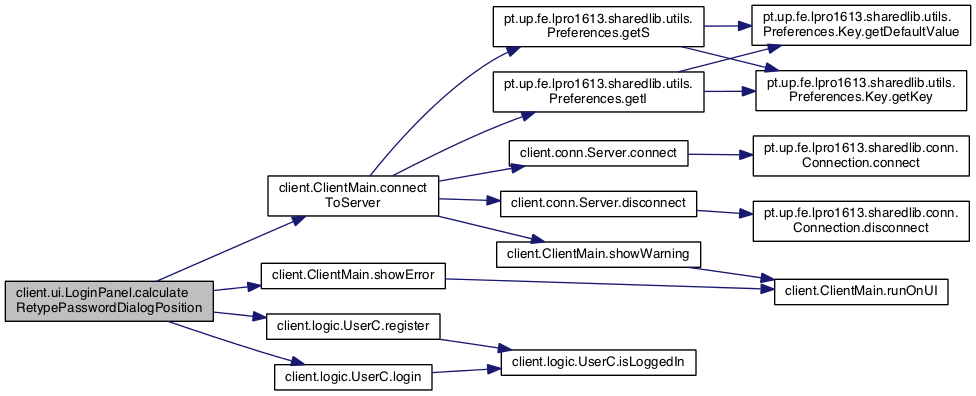 pt.up.fe.lpro1613.sharedlib.utils.
Preferences.getS
pt.up.fe.lpro1613.sharedlib.utils.
Preferences.Key.getDefaultValue
pt.up.fe.lpro1613.sharedlib.utils.
Preferences.getI
pt.up.fe.lpro1613.sharedlib.utils.
Preferences.Key.getKey
client.conn.Server.connect
pt.up.fe.lpro1613.sharedlib.conn.
Connection.connect
client.ClientMain.connect
ToServer
client.conn.Server.disconnect
pt.up.fe.lpro1613.sharedlib.conn.
Connection.disconnect
client.ClientMain.showWarning
client.ClientMain.showError
client.ClientMain.runOnUI
client.ui.LoginPanel.calculate
RetypePasswordDialogPosition
client.logic.UserC.register
client.logic.UserC.isLoggedIn
client.logic.UserC.login